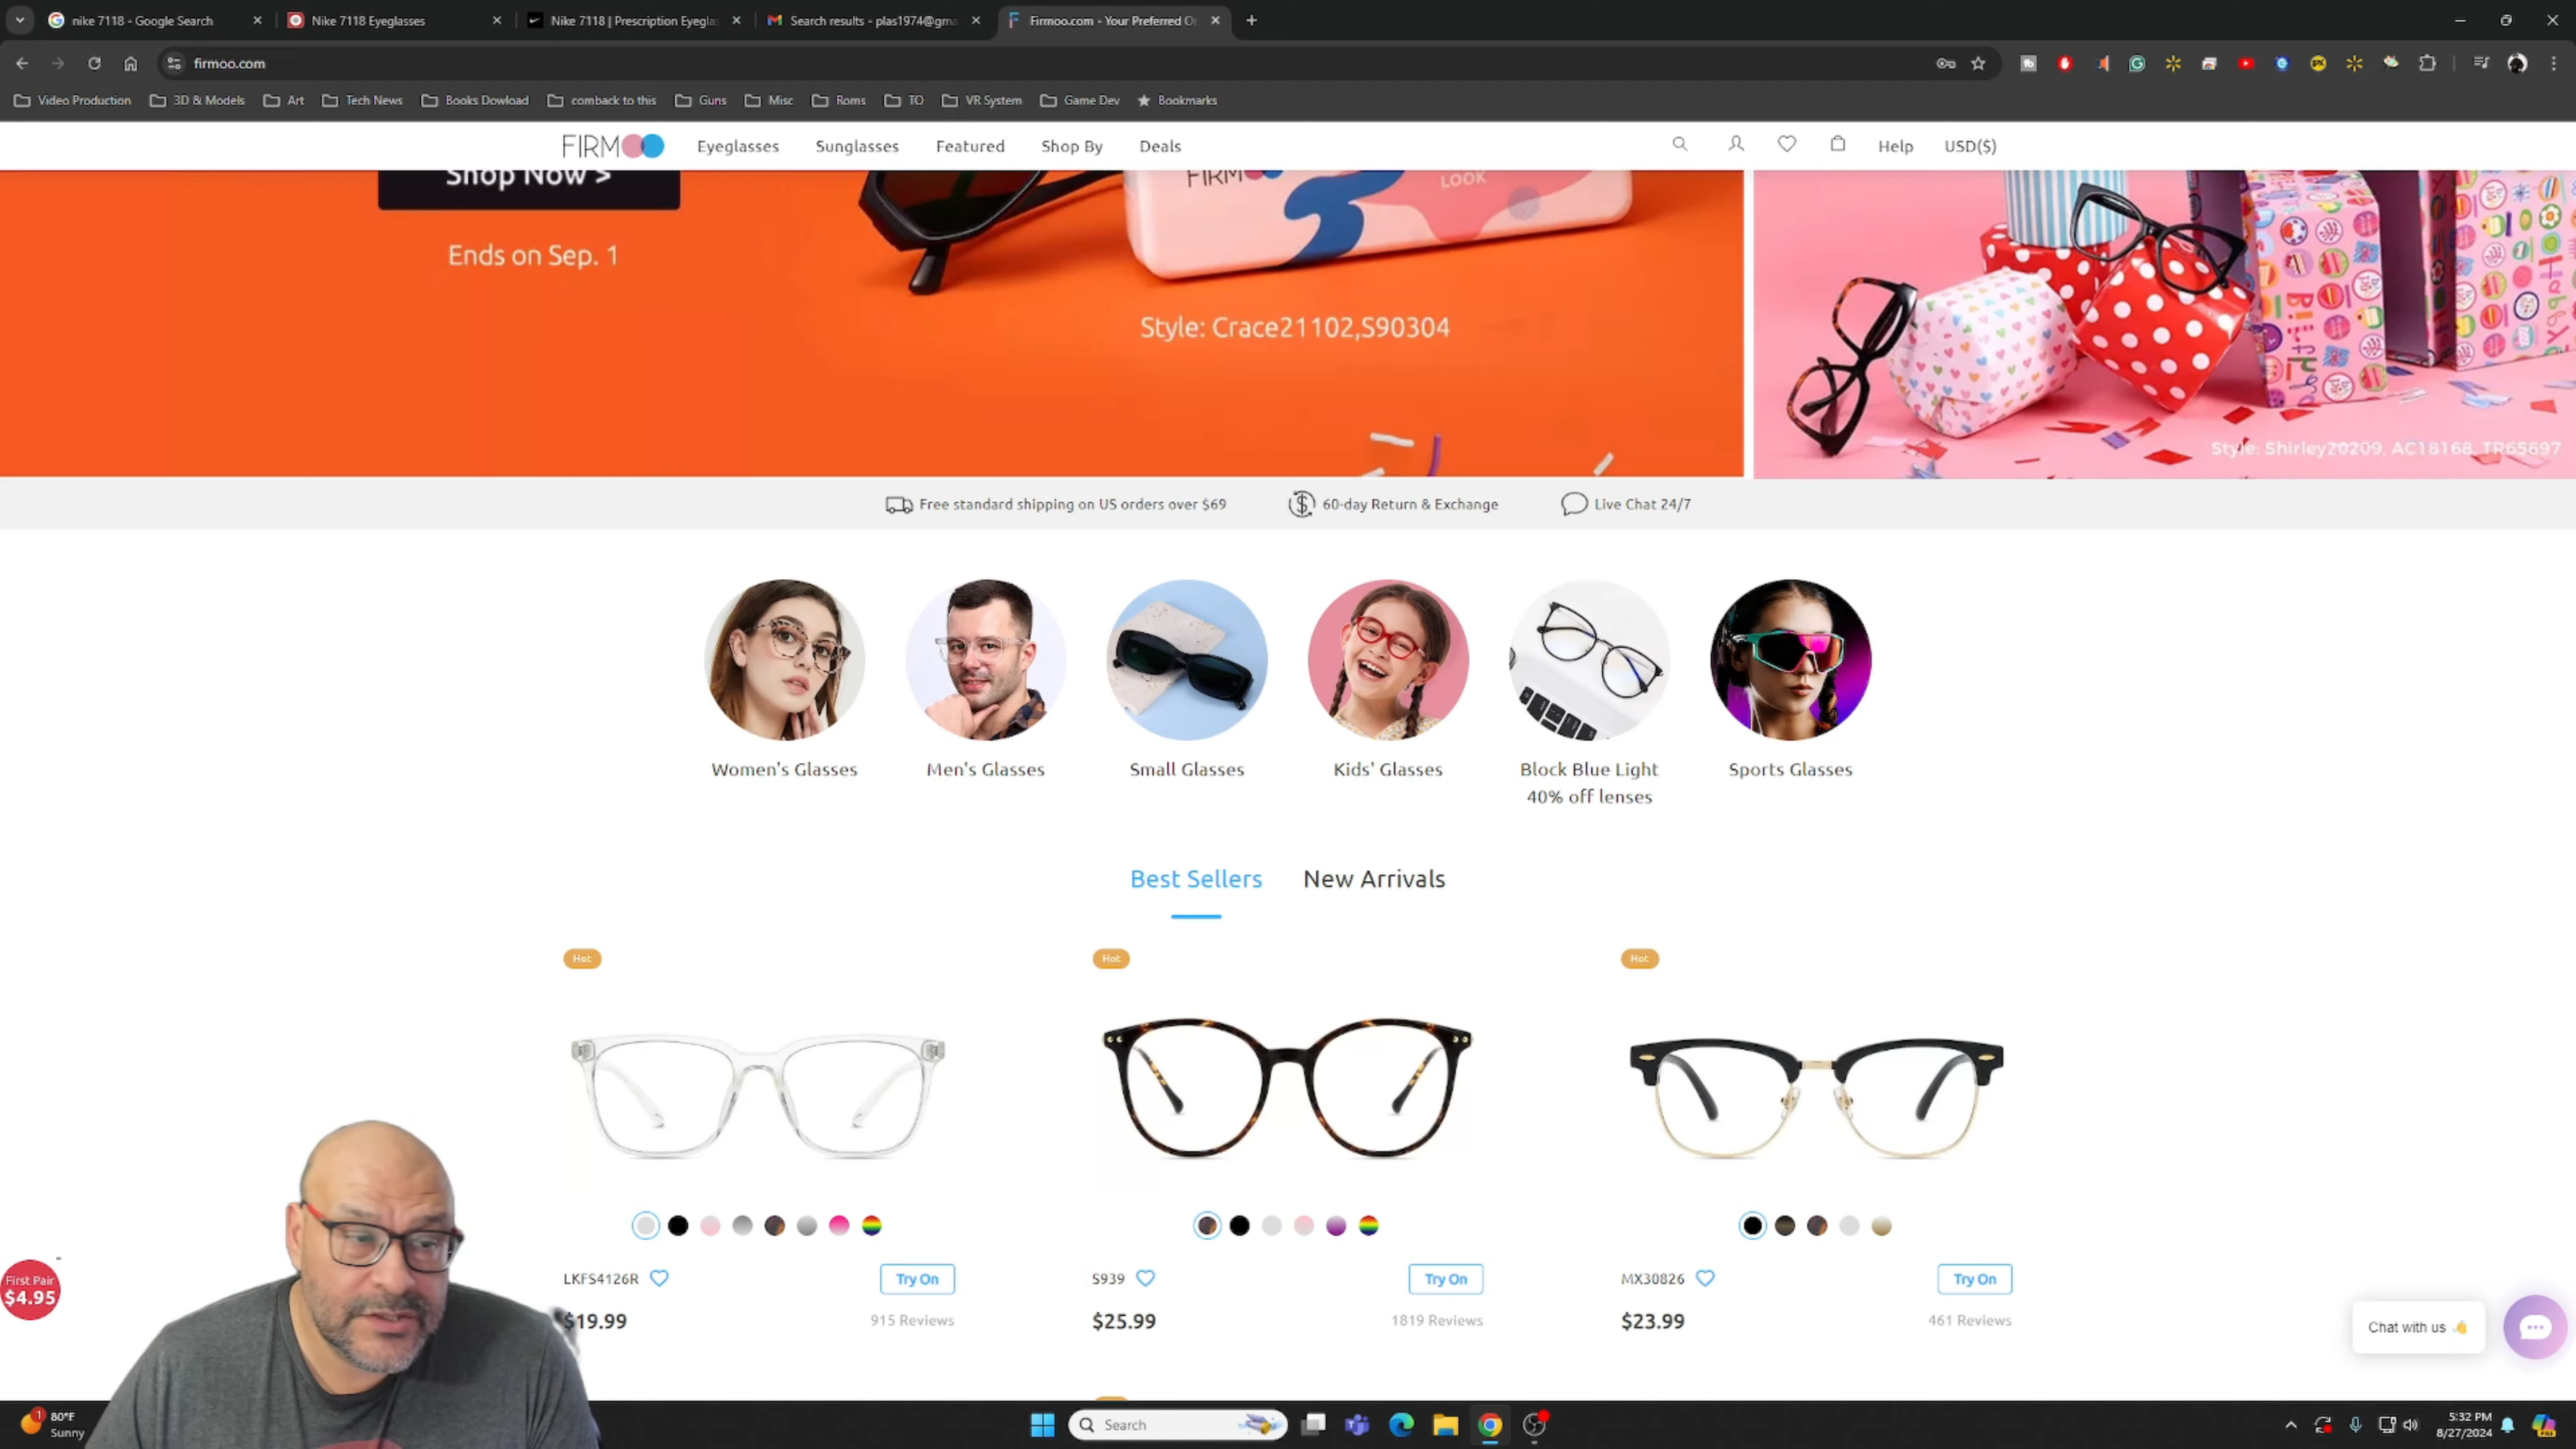 nike 7118 - Google Search
Nike 7118 Eyeglasses
Nike 7118 | Prescription Eyegla
Search results - plas1974@gma
Firmoo.com - Your Preferred O
firmoo.com
Video Production
3D & Models
Art
Tech News
Books Dowload
comback to this
Guns
Misc
Roms
TO
VR System
Game Dev
Bookmarks
FIRMOO
Eyeglasses
Sunglasses
Featured
Shop By
Deals
Help
USD($)
Shop Now >
Ends on Sep. 1
FIRMOO
LOOK
Style: Crace21102,S90304
Style: Shirley20209, AC18168, TR65697
Free standard shipping on US orders over $69
60-day Return & Exchange
Live Chat 24/7
Women's Glasses
Men's Glasses
Small Glasses
Kids' Glasses
Block Blue Light
40% off lenses
Sports Glasses
Best Sellers
New Arrivals
Hot
Hot
Hot
LKFS4126R
Try On
$19.99
915 Reviews
S939
Try On
$25.99
1819 Reviews
MX30826
Try On
$23.99
461 Reviews
First Pair
$4.95
Chat with us
1
80°F
Sunny
Search
5:32 PM
8/27/2024